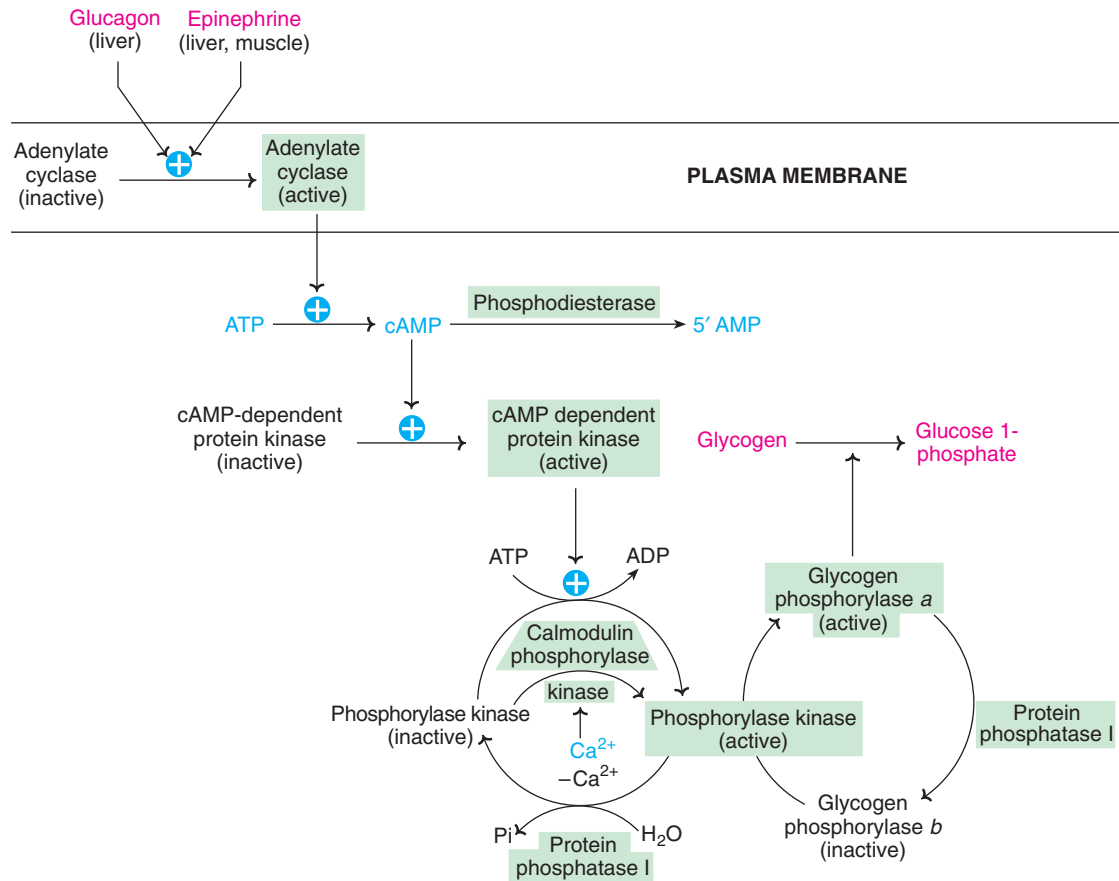 Glucagon
(liver)
Epinephrine
(liver, muscle)
Adenylate
cyclase
(inactive)
Adenylate
cyclase
(active)
PLASMA MEMBRANE
ATP
cAMP
Phosphodiesterase
5′ AMP
cAMP-dependent
protein kinase
(inactive)
cAMP dependent
protein kinase
(active)
Glycogen
Glucose 1-
phosphate
ATP
ADP
Calmodulin
phosphorylase
kinase
Ca²⁺
–Ca²⁺
Phosphorylase kinase
(inactive)
Phosphorylase kinase
(active)
Pi
H₂O
Protein
phosphatase I
Glycogen
phosphorylase a
(active)
Protein
phosphatase I
Glycogen
phosphorylase b
(inactive)